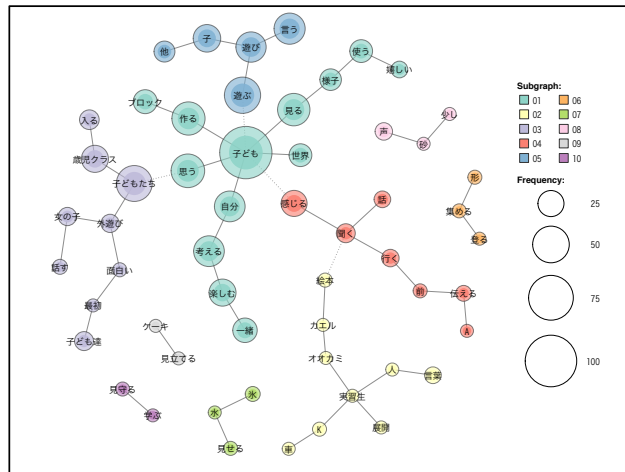 言う
子
遊び
他
使う
嬉しい
様子
遊ぶ
ブロック
見る
作る
入る
少し
声
砂
歳児クラス
子ども
世界
思う
子どもたち
形
自分
感じる
話
集める
女の子
外遊び
聞く
登る
考える
行く
話す
面白い
絵本
楽しむ
前
伝える
最初
ケーキ
カエル
一緒
A
子ども達
見立てる
オオカミ
人
言葉
見守る
氷
実習生
学ぶ
水
K
展開
見せる
車
Subgraph:
01 06
02 07
03 08
04 09
05 10
Frequency:
25
50
75
100